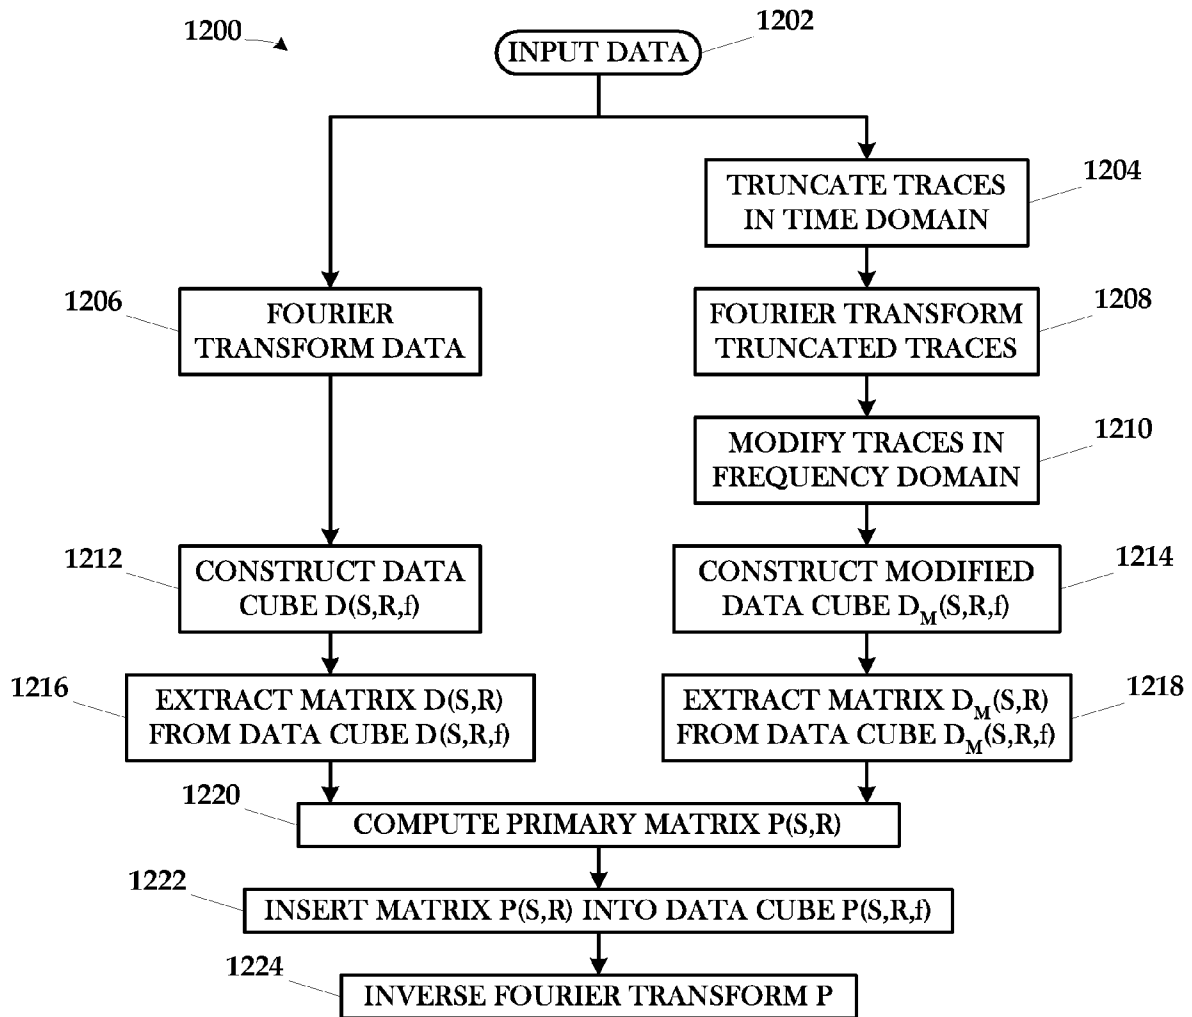 1200
1202
INPUT DATA
1204
TRUNCATE TRACES
IN TIME DOMAIN
1206
FOURIER
TRANSFORM DATA
1208
FOURIER TRANSFORM
TRUNCATED TRACES
1210
MODIFY TRACES IN
FREQUENCY DOMAIN
1212
CONSTRUCT DATA
CUBE D(S,R,f)
1214
CONSTRUCT MODIFIED
DATA CUBE D_M(S,R,f)
1216
EXTRACT MATRIX D(S,R)
FROM DATA CUBE D(S,R,f)
1218
EXTRACT MATRIX D_M(S,R)
FROM DATA CUBE D_M(S,R,f)
1220
COMPUTE PRIMARY MATRIX P(S,R)
1222
INSERT MATRIX P(S,R) INTO DATA CUBE P(S,R,f)
1224
INVERSE FOURIER TRANSFORM P